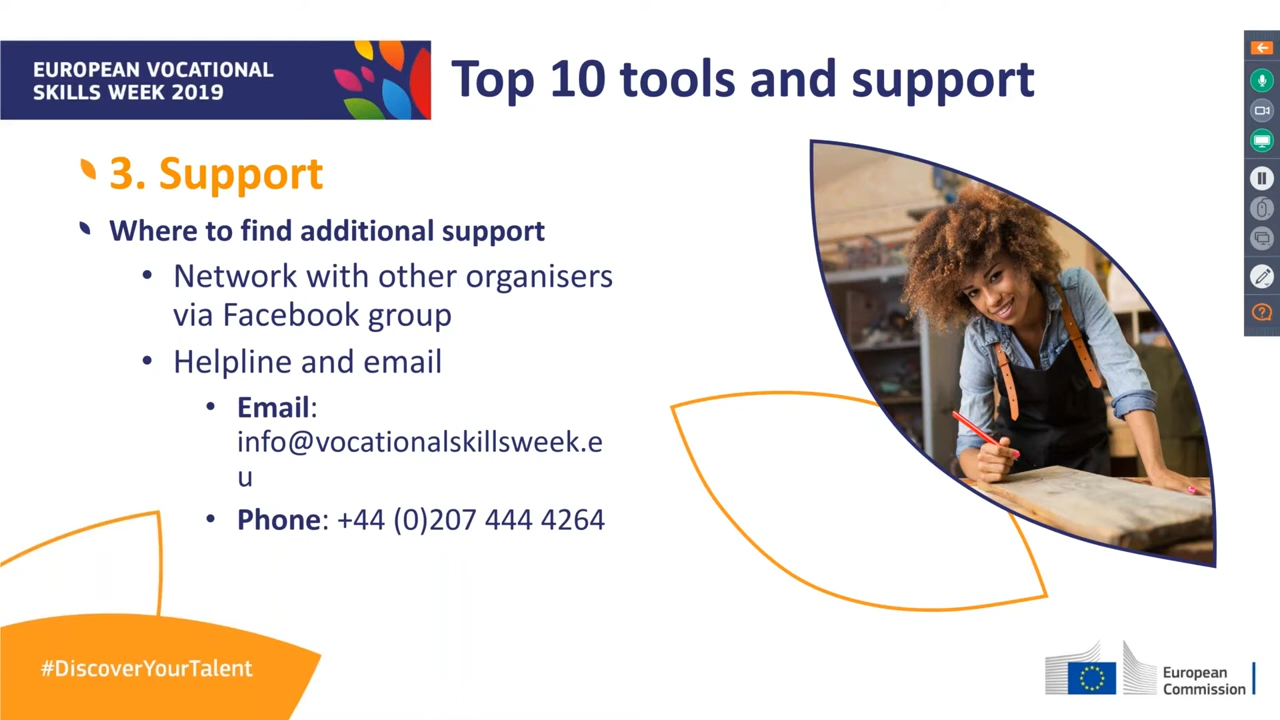 EUROPEAN VOCATIONAL
SKILLS WEEK 2019
Top 10 tools and support
3. Support
Where to find additional support
• Network with other organisers
via Facebook group
• Helpline and email
• Email:
info@vocationalskillsweek.e
u
• Phone: +44 (0)207 444 4264
#DiscoverYourTalent
European
Commission